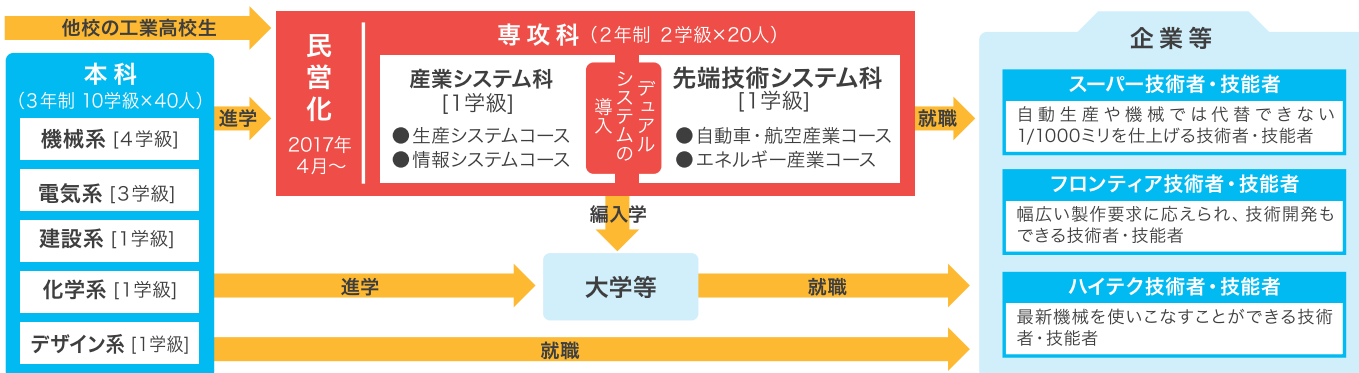 他校の工業高校生
本科
（3年制 10学級×40人）
機械系 [4学級]
電気系 [3学級]
建設系 [1学級]
化学系 [1学級]
デザイン系 [1学級]
進学
民営化
2017年
4月〜
専攻科（2年制 2学級×20人）
産業システム科
[1学級]
●生産システムコース
●情報システムコース
デュアル
システムの
導入
先端技術システム科
[1学級]
●自動車・航空産業コース
●エネルギー産業コース
就職
編入学
進学
大学等
就職
就職
企業等
スーパー技術者・技能者
自動生産や機械では代替できない
1/1000ミリを仕上げる技術者・技能者
フロンティア技術者・技能者
幅広い製作要求に応えられ、技術開発も
できる技術者・技能者
ハイテク技術者・技能者
最新機械を使いこなすことができる技術
者・技能者